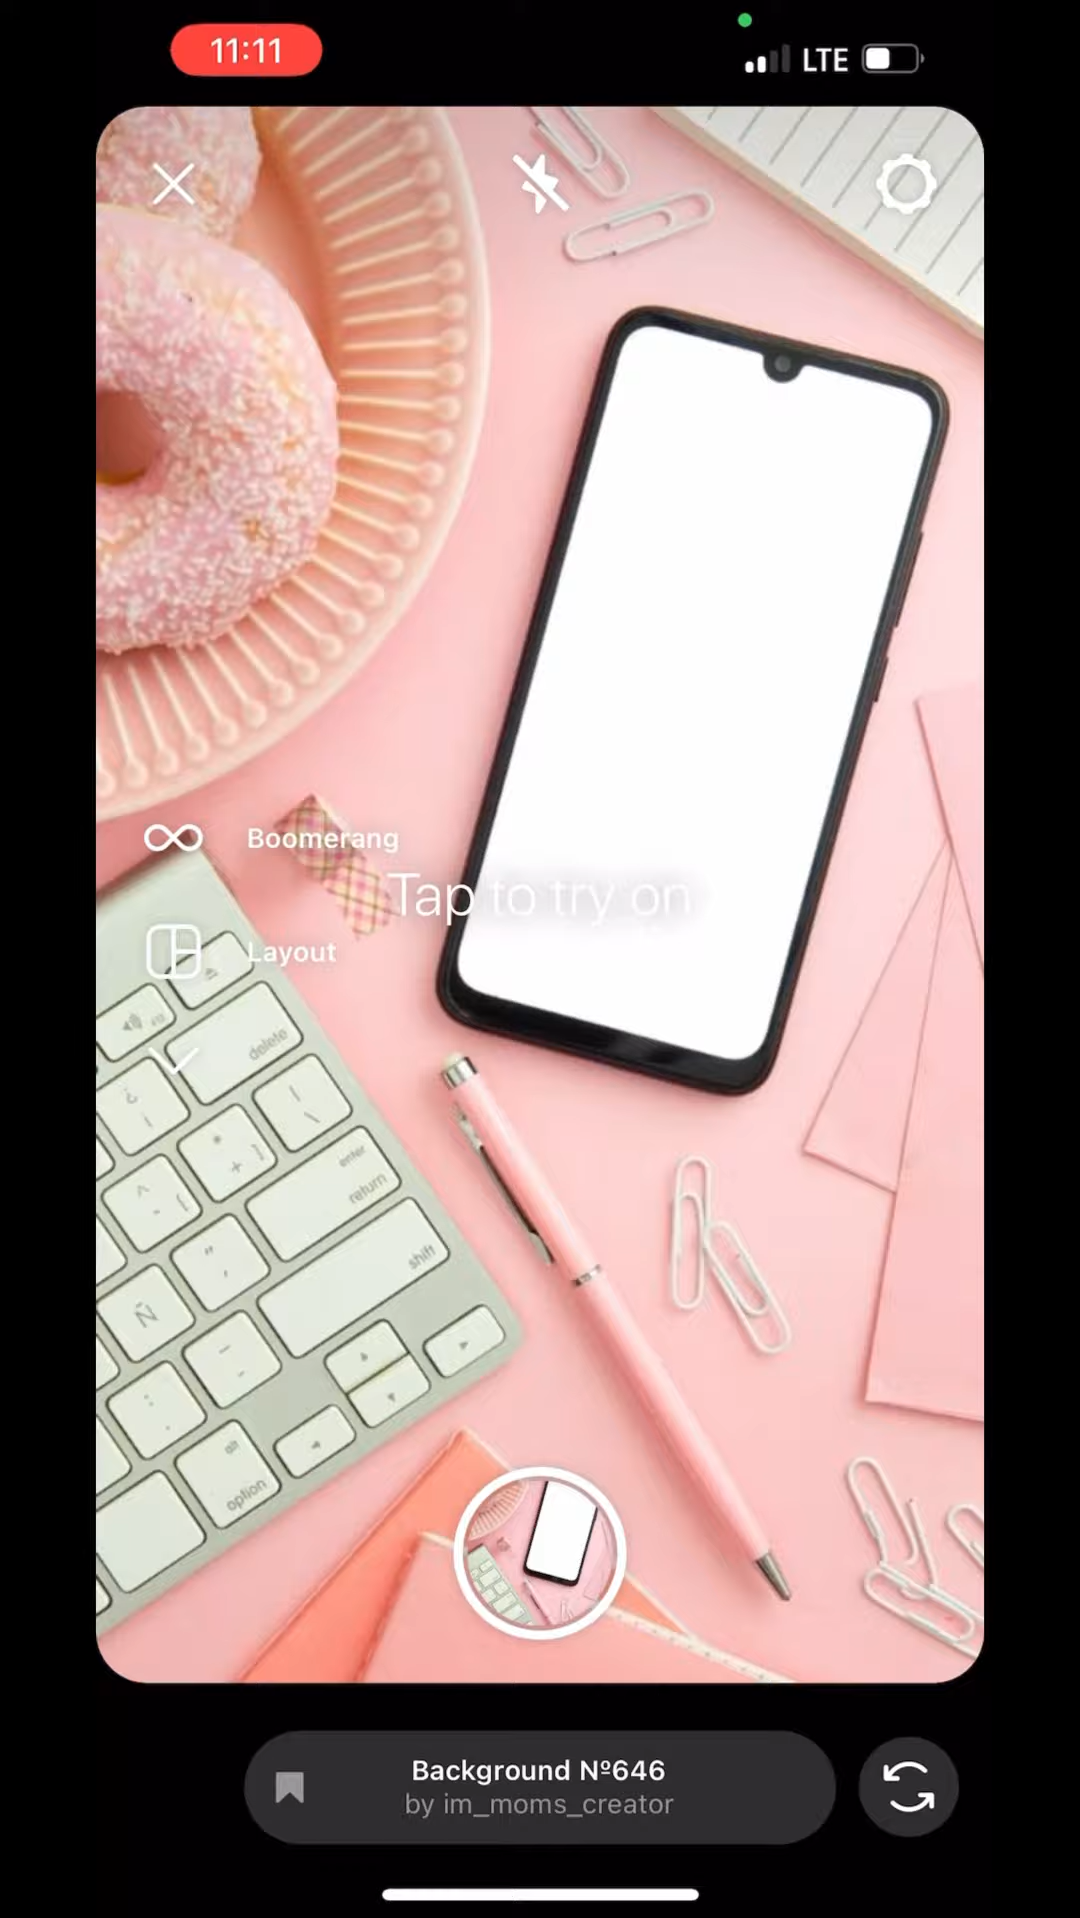 11:11
LTE
Boomerang
Tap to try on
Layout
delete
enter
return
shift
Ñ
alt
option
Background Nº646
by im_moms_creator